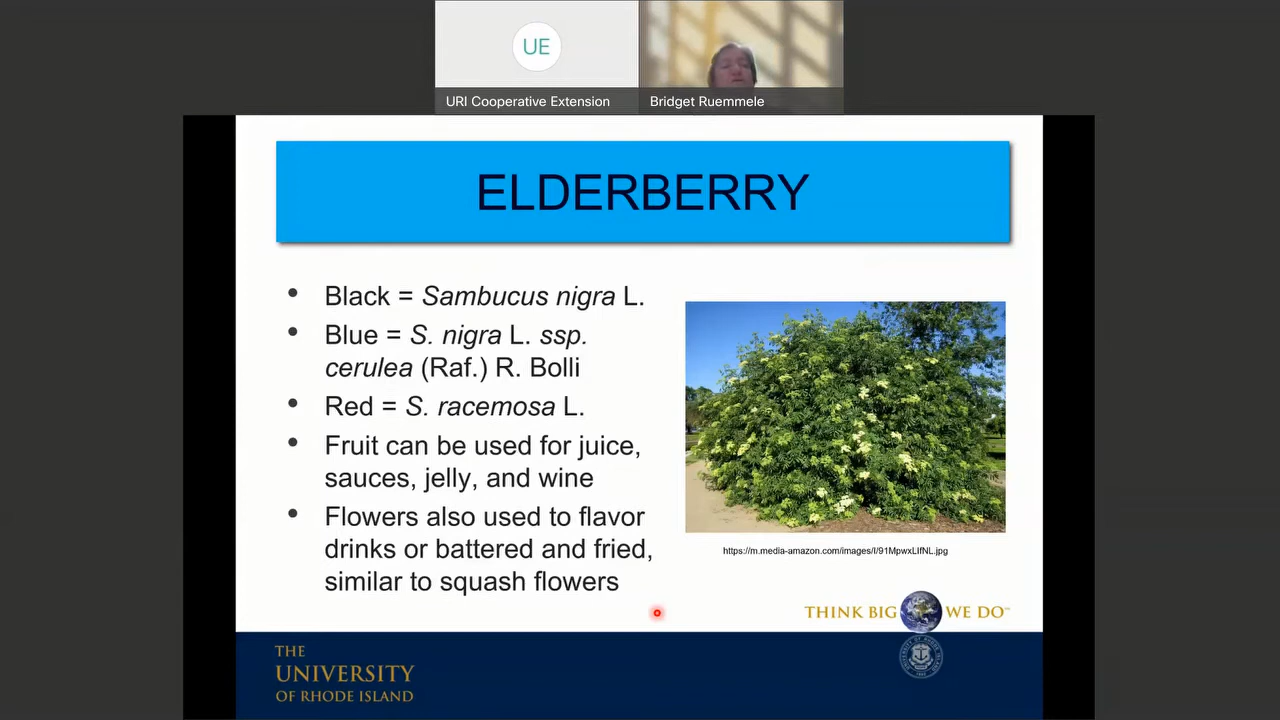 UE
URI Cooperative Extension
Bridget Ruemmele
ELDERBERRY
• Black = Sambucus nigra L.
• Blue = S. nigra L. ssp.
cerulea (Raf.) R. Bolli
• Red = S. racemosa L.
• Fruit can be used for juice,
sauces, jelly, and wine
• Flowers also used to flavor
drinks or battered and fried,
similar to squash flowers
https://m.media-amazon.com/images/I/91MpwxLIfNL.jpg
THINK BIG WE DO™
THE
UNIVERSITY
OF RHODE ISLAND